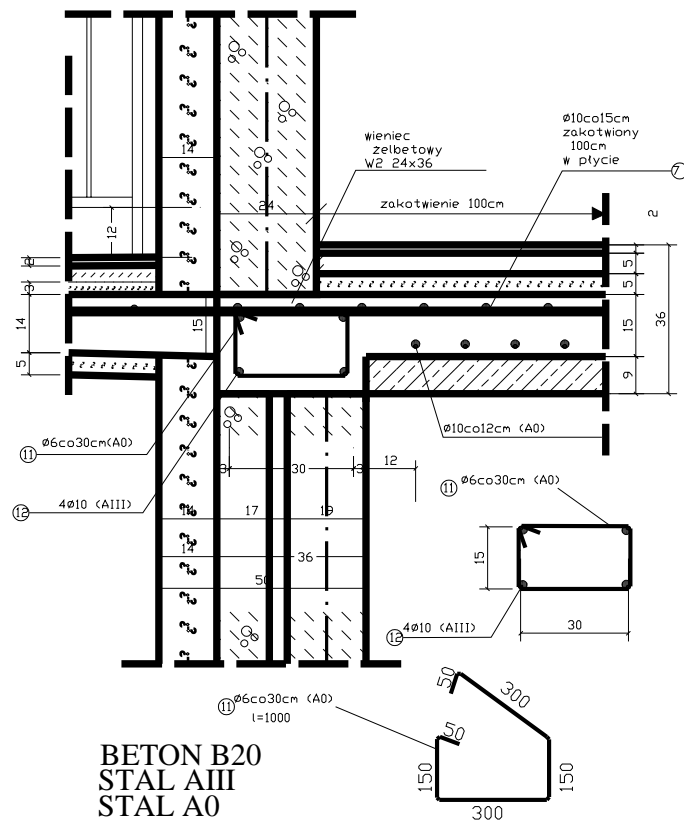 wieniec
żelbetowy
W2 24x36
ø10co15cm
zakotwiony
100cm
w płycie
7
14
24
zakotwienie 100cm
2
12
5
5
3
14
15
15
36
5
9
ø6co30cm(A0)
11
ø10co12cm (A0)
3
30
3
12
4ø10 (AIII)
12
11
ø6co30cm (A0)
14
17
19
14
36
50
15
4ø10 (AIII)
12
30
11
ø6co30cm (A0)
l=1000
50
300
50
150
150
300
BETON B20
STAL AIII
STAL A0